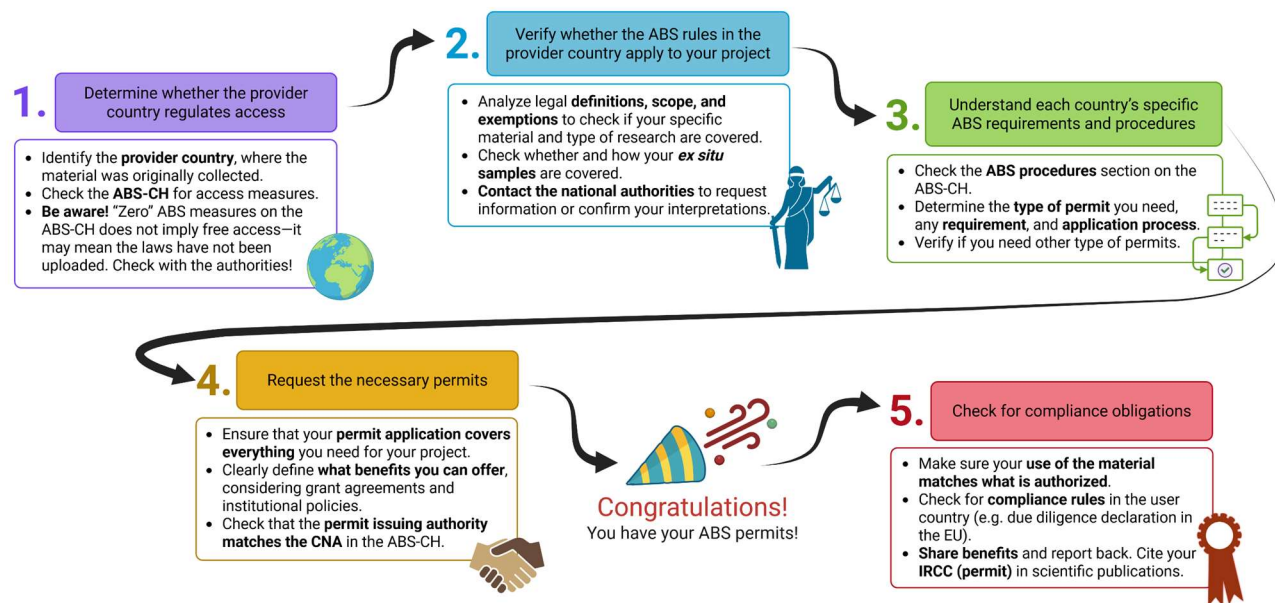 1.
Determine whether the provider
country regulates access
• Identify the provider country, where the
material was originally collected.
• Check the ABS-CH for access measures.
• Be aware! “Zero” ABS measures on the
ABS-CH does not imply free access—it
may mean the laws have not been
uploaded. Check with the authorities!
2.
Verify whether the ABS rules in the
provider country apply to your project
• Analyze legal definitions, scope, and
exemptions to check if your specific
material and type of research are covered.
• Check whether and how your ex situ
samples are covered.
• Contact the national authorities to request
information or confirm your interpretations.
3.
Understand each country’s specific
ABS requirements and procedures
• Check the ABS procedures section on the
ABS-CH.
• Determine the type of permit you need,
any requirement, and application process.
• Verify if you need other type of permits.
4.
Request the necessary permits
• Ensure that your permit application covers
everything you need for your project.
• Clearly define what benefits you can offer,
considering grant agreements and
institutional policies.
• Check that the permit issuing authority
matches the CNA in the ABS-CH.
Congratulations!
You have your ABS permits!
5.
Check for compliance obligations
• Make sure your use of the material
matches what is authorized.
• Check for compliance rules in the user
country (e.g. due diligence declaration in
the EU).
• Share benefits and report back. Cite your
IRCC (permit) in scientific publications.